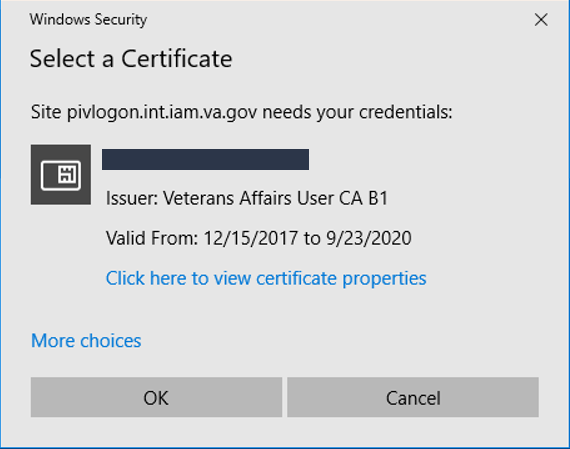 Windows Security
Select a Certificate
Site pivlogon.int.iam.va.gov needs your credentials:
Issuer: Veterans Affairs User CA B1
Valid From: 12/15/2017 to 9/23/2020
Click here to view certificate properties
More choices
OK
Cancel